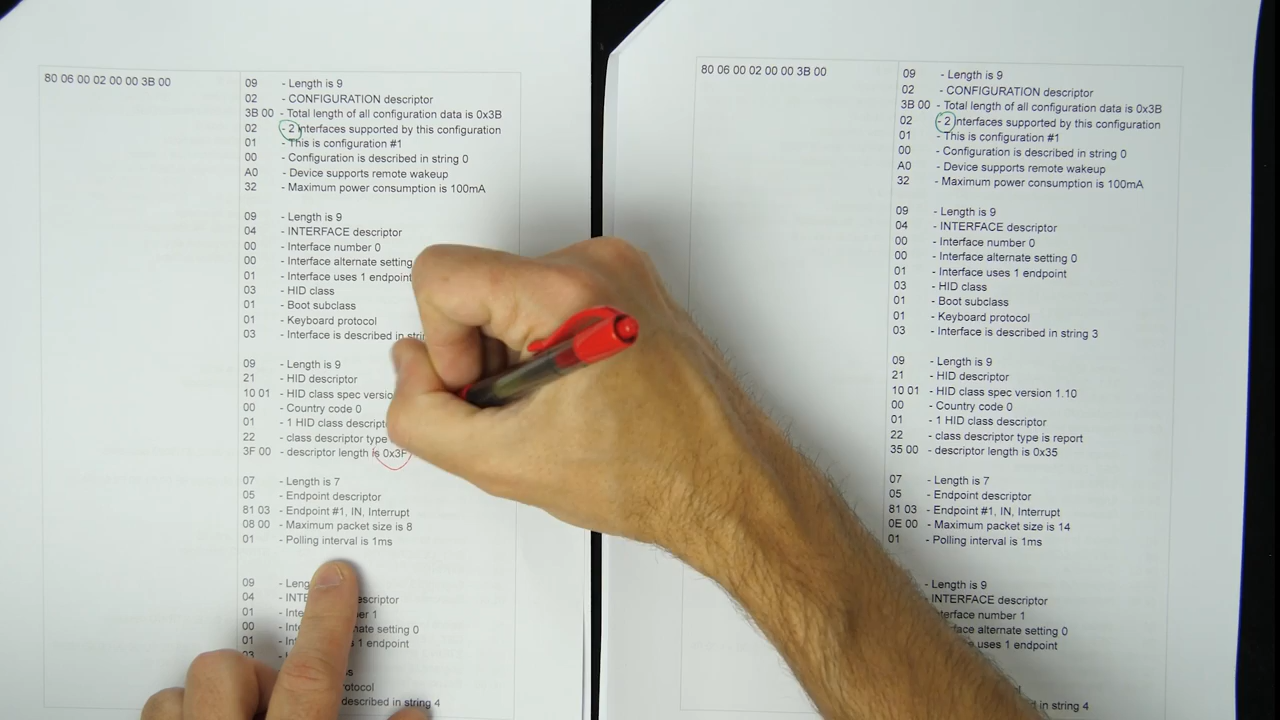 80 06 00 02 00 00 3B 00
09 - Length is 9
02 - CONFIGURATION descriptor
3B 00 - Total length of all configuration data is 0x3B
02 - 2 interfaces supported by this configuration
01 - This is configuration #1
00 - Configuration is described in string 0
A0 - Device supports remote wakeup
32 - Maximum power consumption is 100mA
09 - Length is 9
04 - INTERFACE descriptor
00 - Interface number 0
00 - Interface alternate setting
01 - Interface uses 1 endpoint
03 - HID class
01 - Boot subclass
01 - Keyboard protocol
03 - Interface is described in
09 - Length is 9
21 - HID descriptor
10 01 - HID class spec
00 - Country code 0
01 - 1 HID class
22 - class descriptor type
3F 00 - descriptor length is 0x3F
07 - Length is 7
05 - Endpoint descriptor
81 03 - Endpoint #1, IN, Interrupt
08 00 - Maximum packet size is 8
01 - Polling interval is 1ms
09
04
01 1
00 setting 0
01 1 endpoint
03
described in string 4
80 06 00 02 00 00 3B 00
09 - Length is 9
02 - CONFIGURATION descriptor
3B 00 - Total length of all configuration data is 0x3B
02 - 2 interfaces supported by this configuration
01 - This is configuration #1
00 - Configuration is described in string 0
A0 - Device supports remote wakeup
32 - Maximum power consumption is 100mA
09 - Length is 9
04 - INTERFACE descriptor
00 - Interface number 0
00 - Interface alternate setting 0
01 - Interface uses 1 endpoint
03 - HID class
01 - Boot subclass
01 - Keyboard protocol
03 - Interface is described in string 3
09 - Length is 9
21 - HID descriptor
10 01 - HID class spec version 1.10
00 - Country code 0
01 - 1 HID class descriptor
22 - class descriptor type is report
35 00 - descriptor length is 0x35
07 - Length is 7
05 - Endpoint descriptor
81 03 - Endpoint #1, IN, Interrupt
0E 00 - Maximum packet size is 14
01 - Polling interval is 1ms
- Length is 9
INTERFACE descriptor
number 1
alternate setting 0
uses 1 endpoint
in string 4